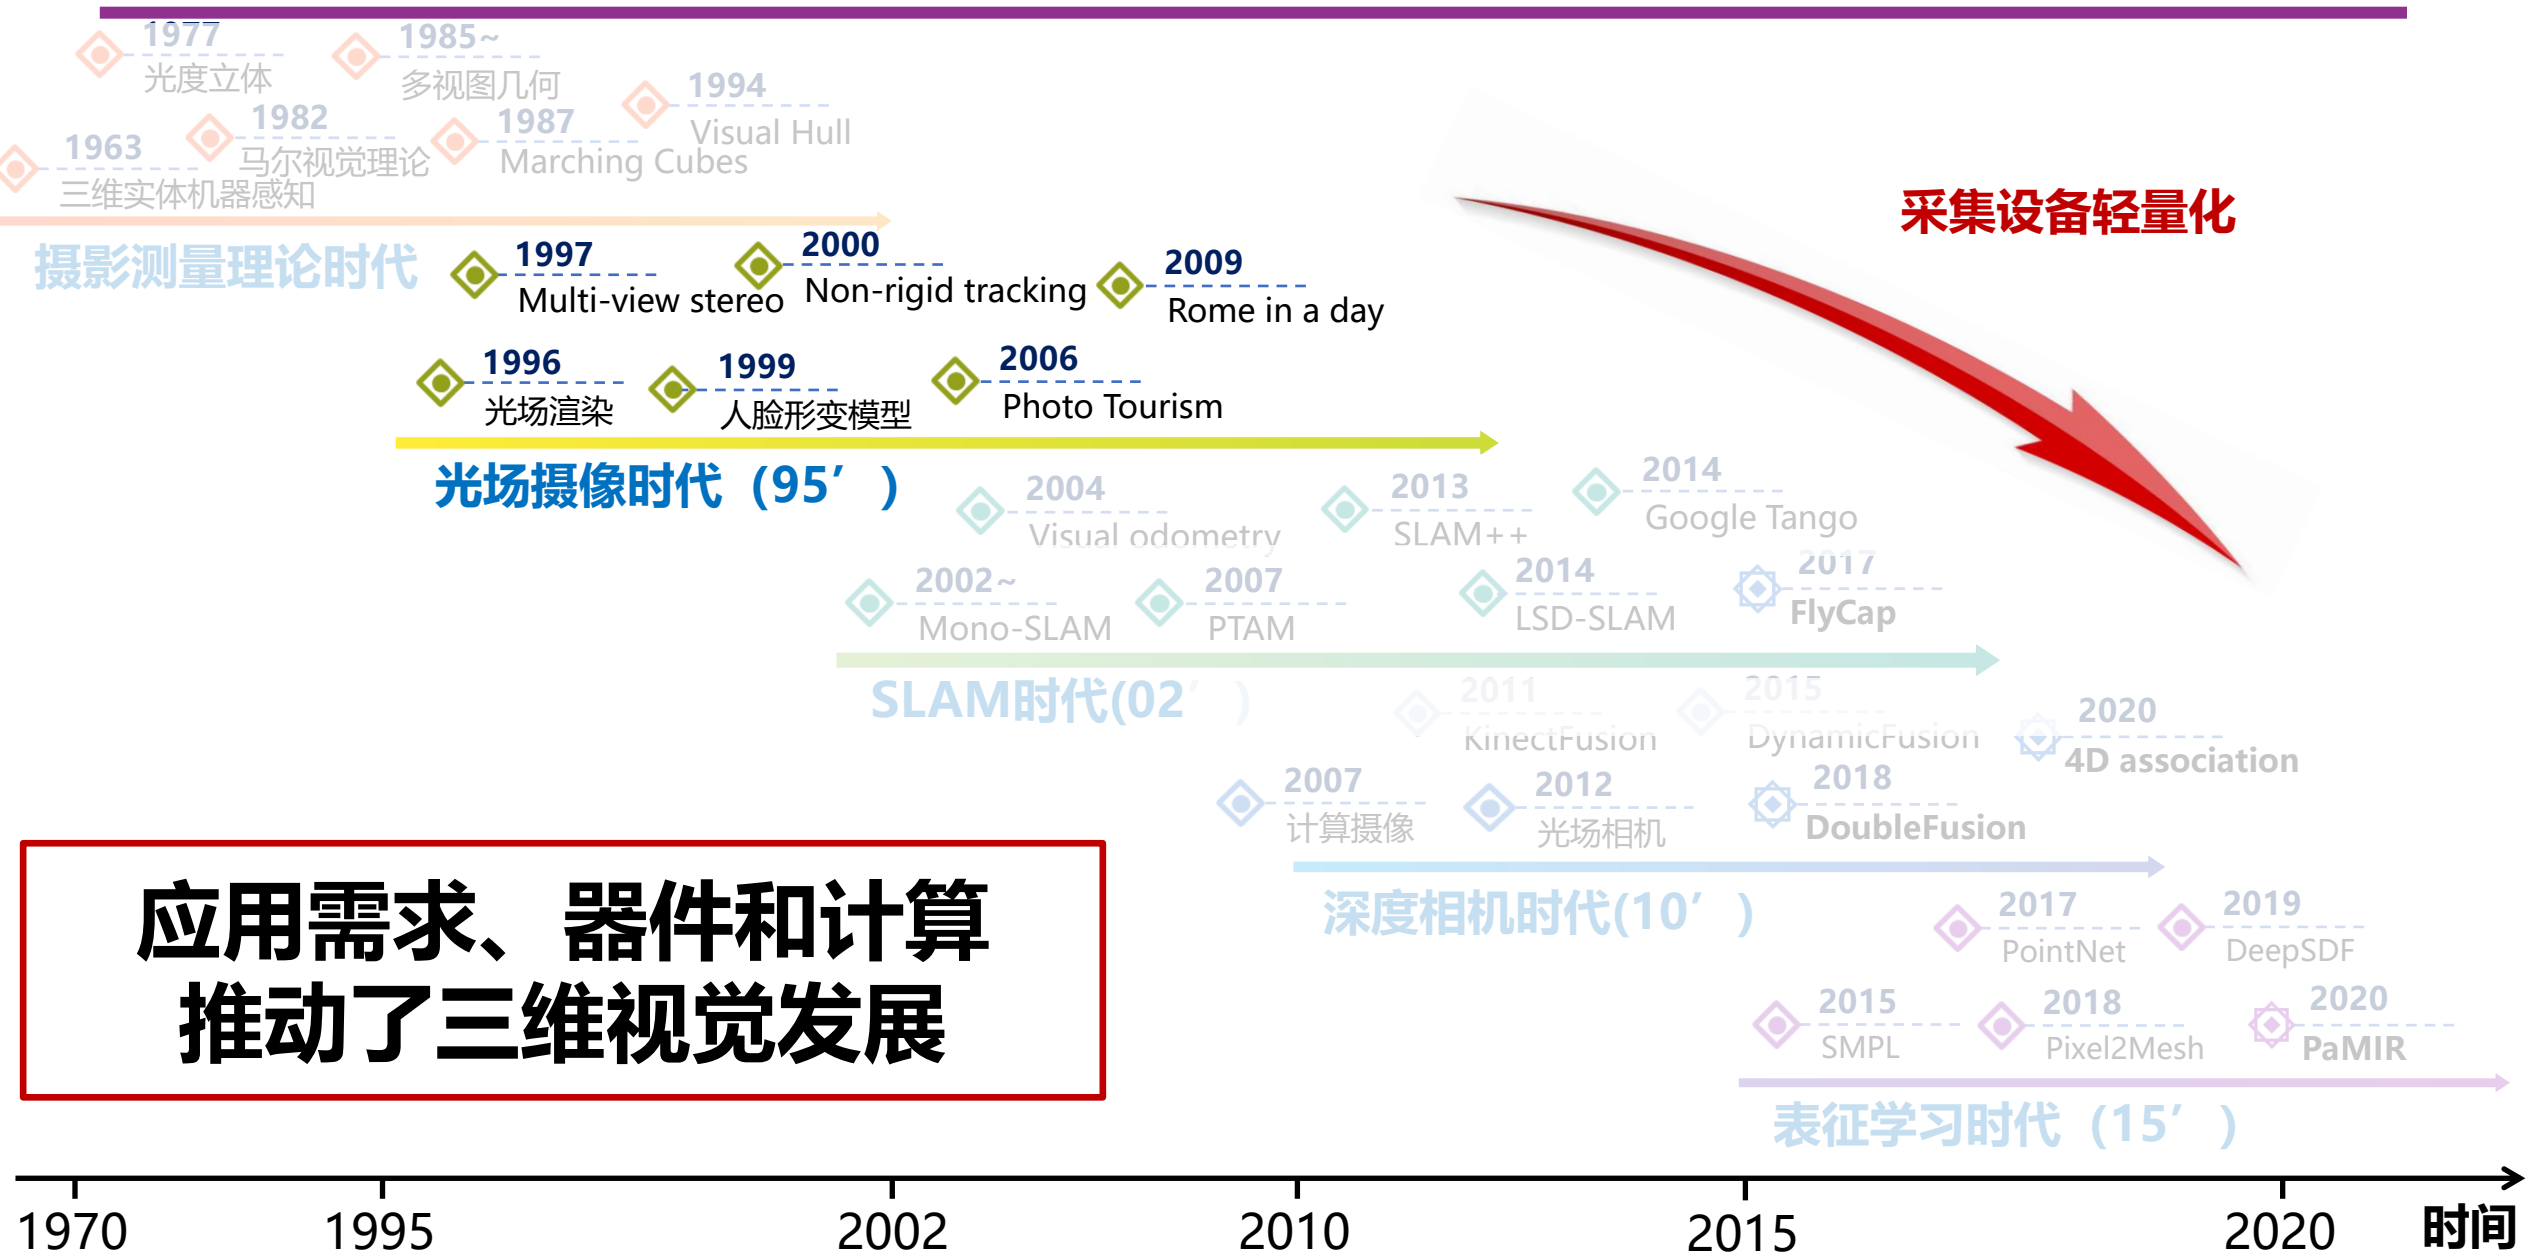 1977
光度立体
1985~
多视图几何
1994
Visual Hull
1982
马尔视觉理论
1987
Marching Cubes
1963
三维实体机器感知
摄影测量理论时代
采集设备轻量化
1997
Multi-view stereo
2000
Non-rigid tracking
2009
Rome in a day
1996
光场渲染
1999
人脸形变模型
2006
Photo Tourism
光场摄像时代（95′）
2004
Visual odometry
2013
SLAM++
2014
Google Tango
2002~
Mono-SLAM
2007
PTAM
2014
LSD-SLAM
2017
FlyCap
SLAM时代(02′)
2011
KinectFusion
2015
DynamicFusion
2020
4D association
2007
计算摄像
2012
光场相机
2018
DoubleFusion
深度相机时代(10′)
2017
PointNet
2019
DeepSDF
2015
SMPL
2018
Pixel2Mesh
2020
PaMIR
表征学习时代（15′）
应用需求、器件和计算
推动了三维视觉发展
1970 1995 2002 2010 2015 2020 时间